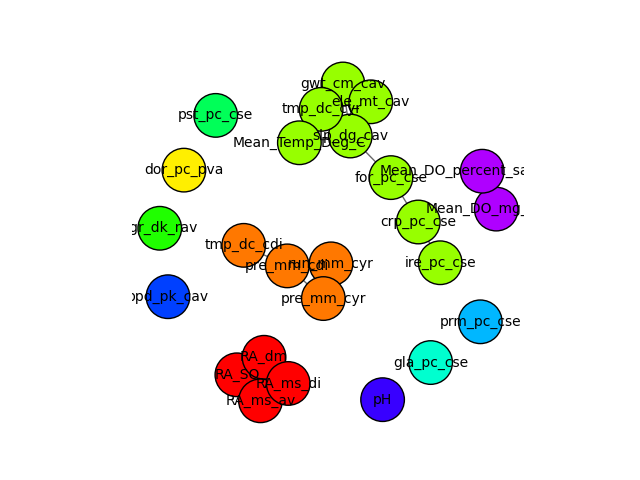 gwt_cm_cav
ele_mt_cav
tmp_dc_cyr
pst_pc_cse
slp_dg_cav
Mean_Temp_Deg_C
dor_pc_pva
Mean_DO_percent_sa
for_pc_cse
Mean_DO_mg_
crp_pc_cse
gr_dk_rav
tmp_dc_cdi
ire_pc_cse
pre_mm_cdi
run_mm_cyr
ppd_pk_cav
pre_mm_cyr
prm_pc_cse
RA_dm
gla_pc_cse
RA_SO
RA_ms_di
RA_ms_av
pH